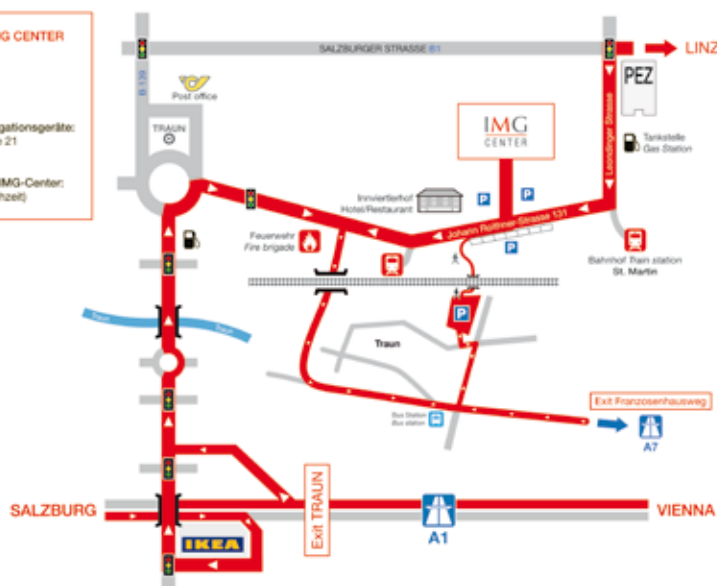 G CENTER
gationsgeräte:
21
IMG-Center:
hzeit)
SALZBURGER STRASSE B1
LINZ
B 139
Post office
TRAUN
PEZ
Leondinger Strasse
Tankstelle
Gas Station
IMG
CENTER
Innviertlerhof
Hotel/Restaurant
P
P
Johann Roithner-Strasse 131
P
Feuerwehr
Fire brigade
Bahnhof Train station
St. Martin
Traun
Traun
P
Traun
Bus Station
Bus station
Exit Franzosenhausweg
A7
SALZBURG
Exit TRAUN
VIENNA
A1
IKEA